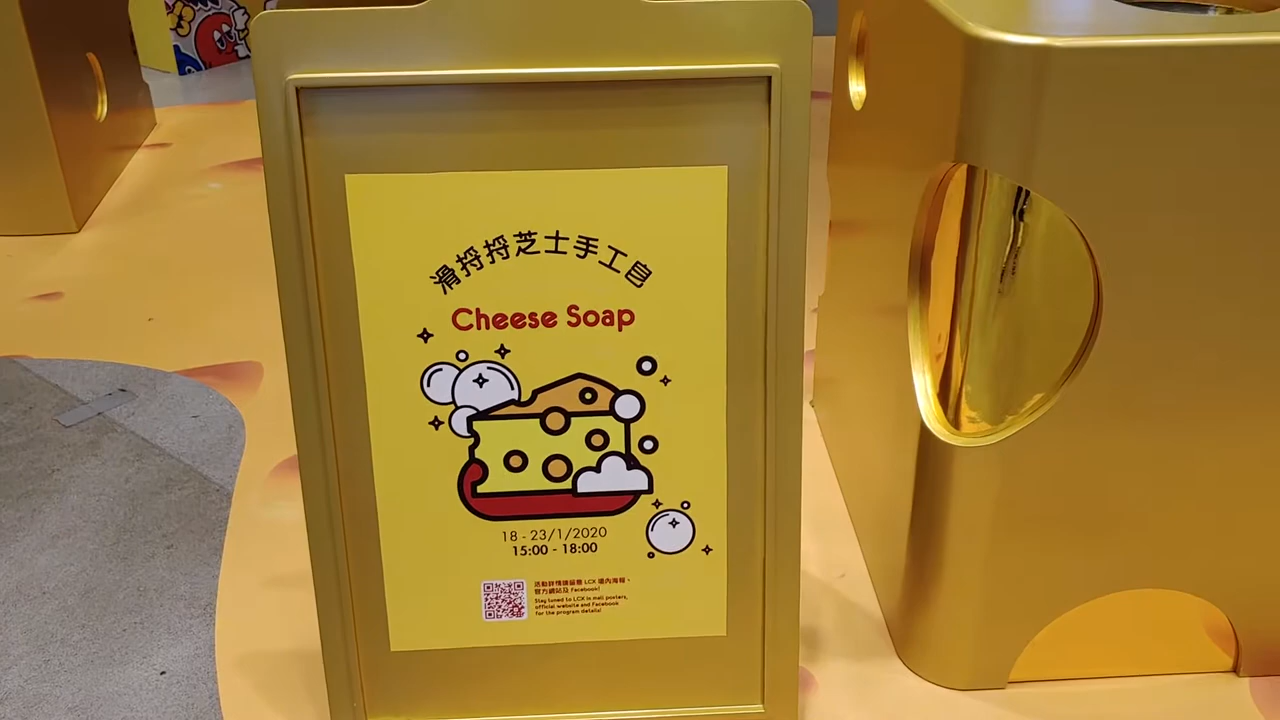 滑捋捋芝士手工皂
Cheese Soap
18 - 23/1/2020
15:00 - 18:00
活動詳情請留意 LCX 場內海報、
官方網站及 Facebook!
Stay tuned to LCX in mall posters,
official website and Facebook
for the program details!